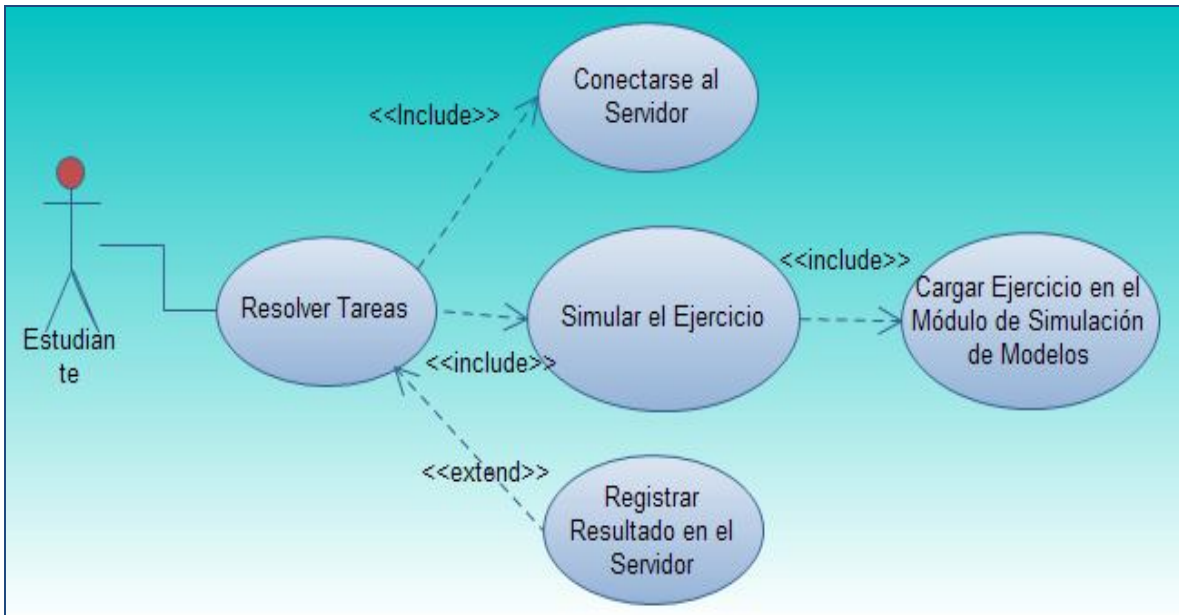 Conectarse al
Servidor
<<Include>>
Estudian
te
Resolver Tareas
<<include>>
Simular el Ejercicio
<<include>>
Cargar Ejercicio en el
Módulo de Simulación
de Modelos
<<extend>>
Registrar
Resultado en el
Servidor